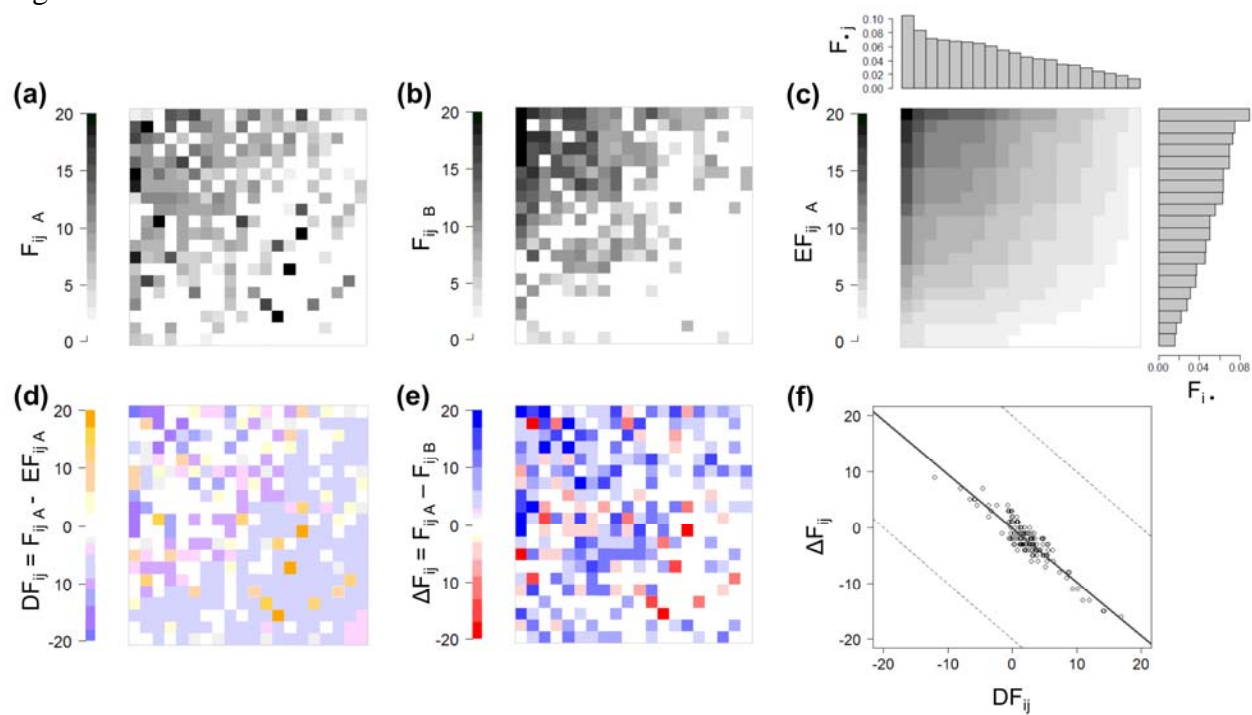 F•j
0.10
0.08
0.06
0.04
0.02
0.00
(a)
20
15
10
5
0
Fij A
(b)
20
15
10
5
0
Fij B
(c)
20
15
10
5
0
EFij A
0.00 0.04 0.08
Fi•
(d)
20
10
0
-10
-20
DFij = Fij A - EFij A
(e)
20
10
0
-10
-20
ΔFij = Fij A – Fij B
(f)
20
10
0
-10
-20
ΔFij
-20 -10 0 10 20
DFij